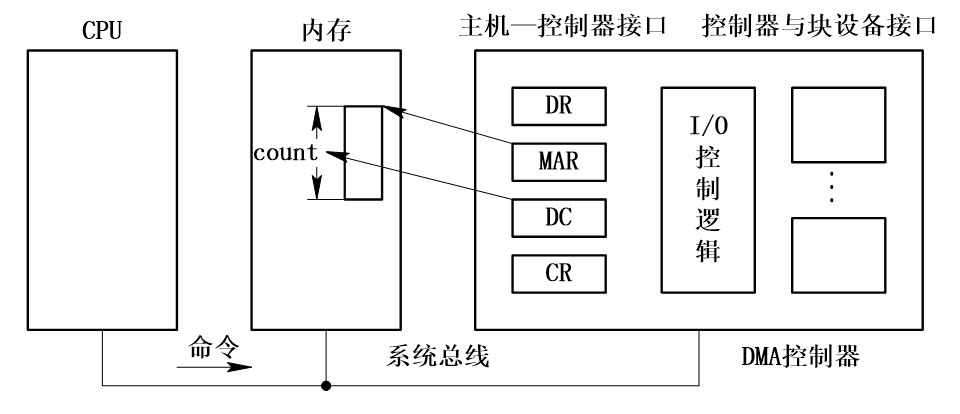 CPU
内存
主机—控制器接口
控制器与块设备接口
count
DR
MAR
DC
CR
I/O
控
制
逻
辑
命令
系统总线
DMA控制器